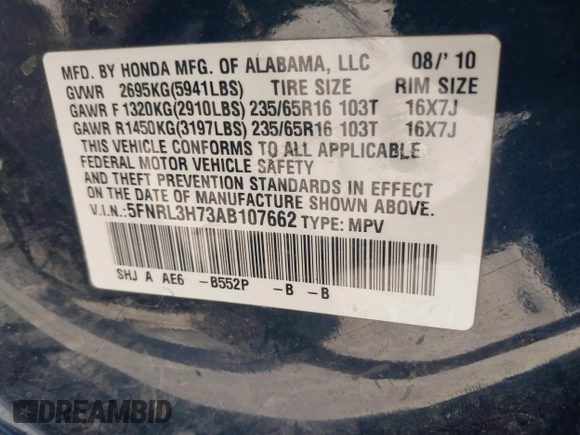 MFD. BY HONDA MFG. OF ALABAMA, LLC 08/'10
GVWR 2695KG(5941LBS) TIRE SIZE RIM SIZE
GAWR F 1320KG(2910LBS) 235/65R16 103T 16X7J
GAWR R1450KG(3197LBS) 235/65R16 103T 16X7J
THIS VEHICLE CONFORMS TO ALL APPLICABLE
FEDERAL MOTOR VEHICLE SAFETY
AND THEFT PREVENTION STANDARDS IN EFFECT
ON THE DATE OF MANUFACTURE SHOWN ABOVE.
V.I.N.:5FNRL3H73AB107662 TYPE: MPV
SHJ A AE6 -B552P -B -B
DREAMBID